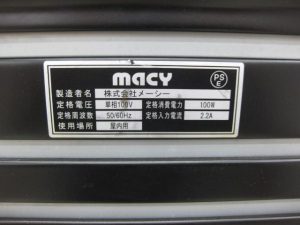 macy
PS
E
製造者名 株式会社メーシー
定格電圧 単相100V 定格消費電力 100W
定格周波数 50/60Hz 定格入力電流 2.2A
使用場所 屋内用